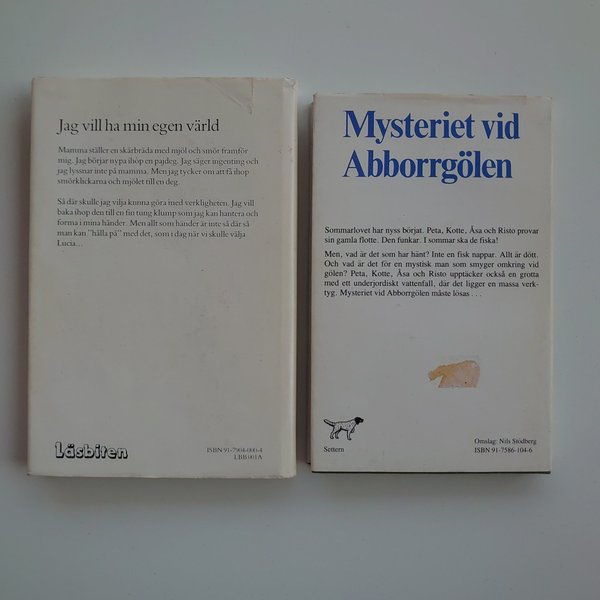 Jag vill ha min egen värld
Mamma ställer en skärbräda med mjöl och smör framför
mig. Jag börjar nypa ihop en pajdeg. Jag säger ingenting och
jag lyssnar inte på mamma. Men jag tycker om att få ihop
smörklickarna och mjölet till en deg.
Så där skulle jag vilja kunna göra med verkligheten. Jag vill
baka ihop den till en fin tung klump som jag kan hantera och
forma i mina händer. Men allt som händer är inte så där så
man kan "hålla på" med det, som i dag när vi skulle välja
Lucia...
Läsbiten
ISBN 91-7904-000-4
LBB 001 A
Mysteriet vid
Abborrgölen
Sommarlovet har nyss börjat. Peta, Kotte, Åsa och Risto provar
sin gamla flotte. Den funkar. I sommar ska de fiska!
Men, vad är det som har hänt? Inte en fisk nappar. Allt är dött.
Och vad är det för en mystisk man som smyger omkring vid
gölen? Peta, Kotte, Åsa och Risto upptäcker också en grotta
med ett underjordiskt vattenfall, där det ligger en massa verk-
tyg. Mysteriet vid Abborrgölen måste lösas . . .
Settern
Omslag: Nils Stödberg
ISBN 91-7586-104-6